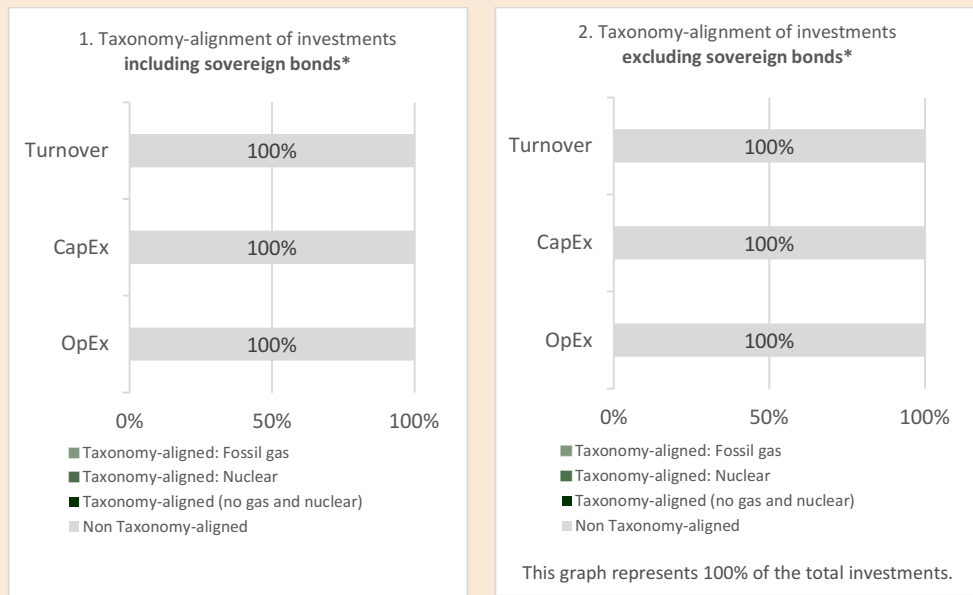 1. Taxonomy-alignment of investments
including sovereign bonds*
Turnover
100%
CapEx
100%
OpEx
100%
0%
50%
100%
Taxonomy-aligned: Fossil gas
Taxonomy-aligned: Nuclear
Taxonomy-aligned (no gas and nuclear)
Non Taxonomy-aligned
2. Taxonomy-alignment of investments
excluding sovereign bonds*
Turnover
100%
CapEx
100%
OpEx
100%
0%
50%
100%
Taxonomy-aligned: Fossil gas
Taxonomy-aligned: Nuclear
Taxonomy-aligned (no gas and nuclear)
Non Taxonomy-aligned
This graph represents 100% of the total investments.